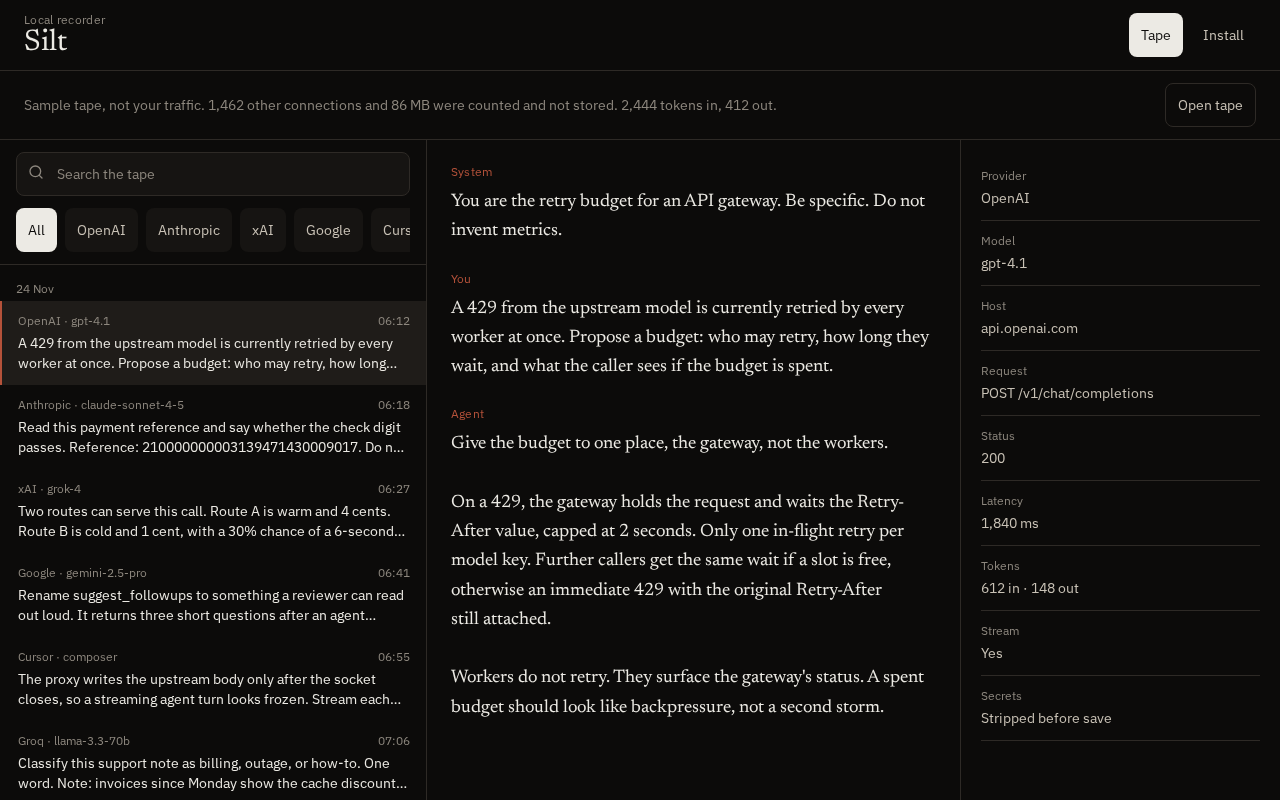 Local recorder
Silt
Tape
Install
Sample tape, not your traffic. 1,462 other connections and 86 MB were counted and not stored. 2,444 tokens in, 412 out.
Open tape
Search the tape
All
OpenAI
Anthropic
xAI
Google
Curs
24 Nov
OpenAI · gpt-4.1
06:12
A 429 from the upstream model is currently retried by every
worker at once. Propose a budget: who may retry, how long…
Anthropic · claude-sonnet-4-5
06:18
Read this payment reference and say whether the check digit
passes. Reference: 210000000003139471430009017. Do n…
xAI · grok-4
06:27
Two routes can serve this call. Route A is warm and 4 cents.
Route B is cold and 1 cent, with a 30% chance of a 6-second…
Google · gemini-2.5-pro
06:41
Rename suggest_followups to something a reviewer can read
out loud. It returns three short questions after an agent…
Cursor · composer
06:55
The proxy writes the upstream body only after the socket
closes, so a streaming agent turn looks frozen. Stream each…
Groq · llama-3.3-70b
07:06
Classify this support note as billing, outage, or how-to. One
word. Note: invoices since Monday show the cache discount…
System
You are the retry budget for an API gateway. Be specific. Do not
invent metrics.
You
A 429 from the upstream model is currently retried by every
worker at once. Propose a budget: who may retry, how long they
wait, and what the caller sees if the budget is spent.
Agent
Give the budget to one place, the gateway, not the workers.
On a 429, the gateway holds the request and waits the Retry-
After value, capped at 2 seconds. Only one in-flight retry per
model key. Further callers get the same wait if a slot is free,
otherwise an immediate 429 with the original Retry-After
still attached.
Workers do not retry. They surface the gateway's status. A spent
budget should look like backpressure, not a second storm.
Provider
OpenAI
Model
gpt-4.1
Host
api.openai.com
Request
POST /v1/chat/completions
Status
200
Latency
1,840 ms
Tokens
612 in · 148 out
Stream
Yes
Secrets
Stripped before save